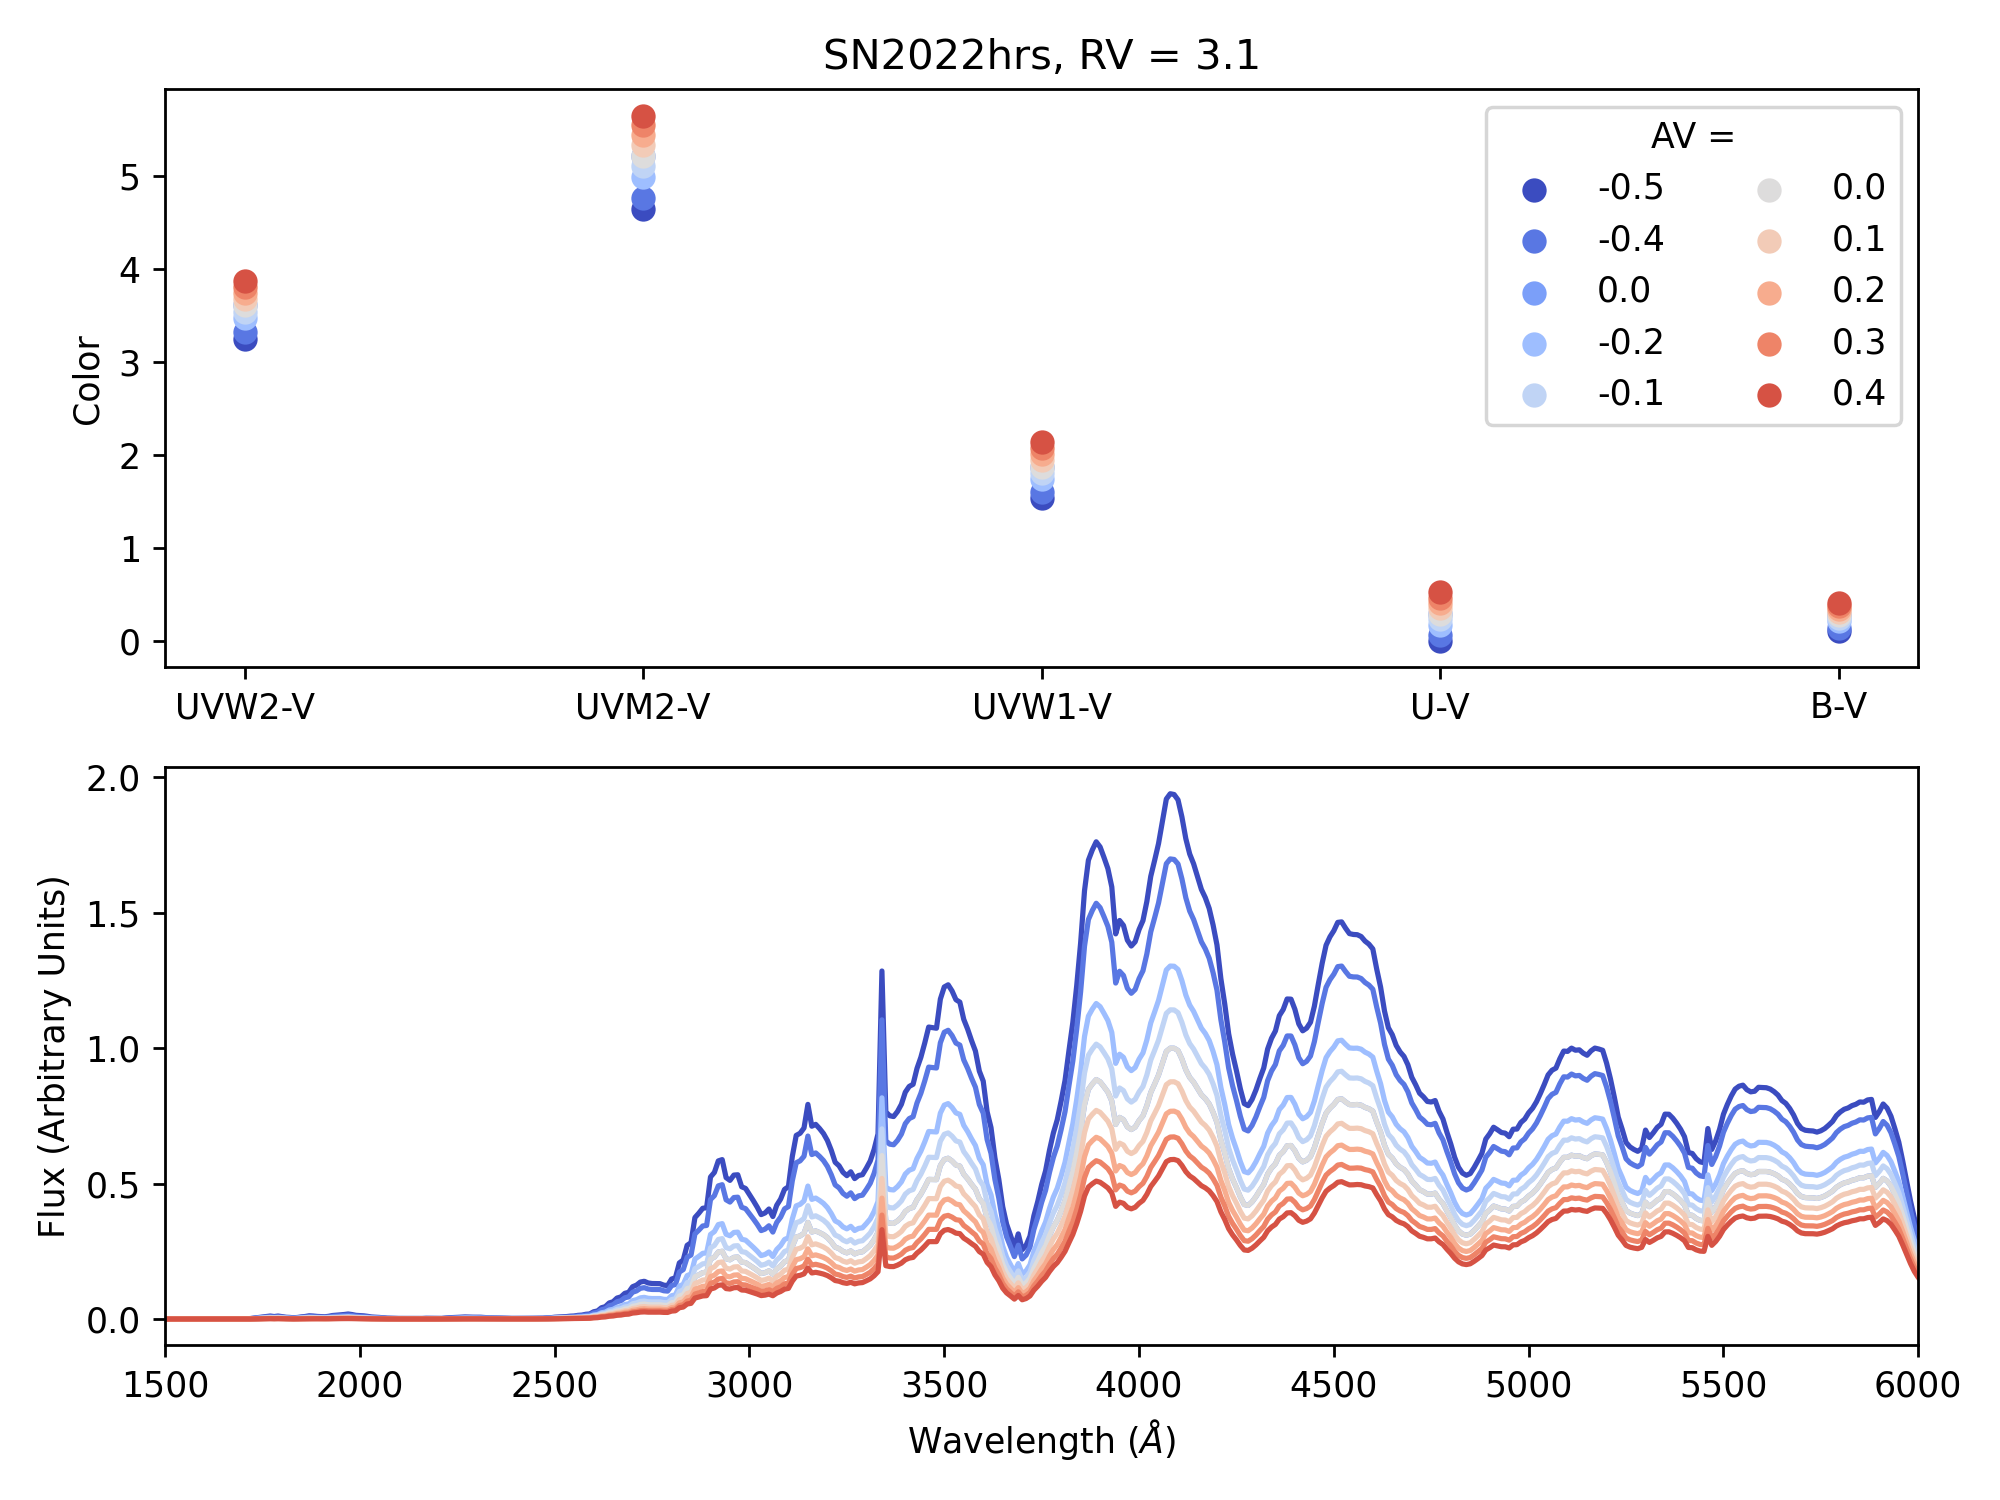 SN2022hrs, RV = 3.1
Color
5
4
3
2
1
0
AV =
-0.5 0.0
-0.4 0.1
0.0 0.2
-0.2 0.3
-0.1 0.4
UVW2-V UVM2-V UVW1-V U-V B-V
Flux (Arbitrary Units)
2.0
1.5
1.0
0.5
0.0
1500 2000 2500 3000 3500 4000 4500 5000 5500 6000
Wavelength (Å)